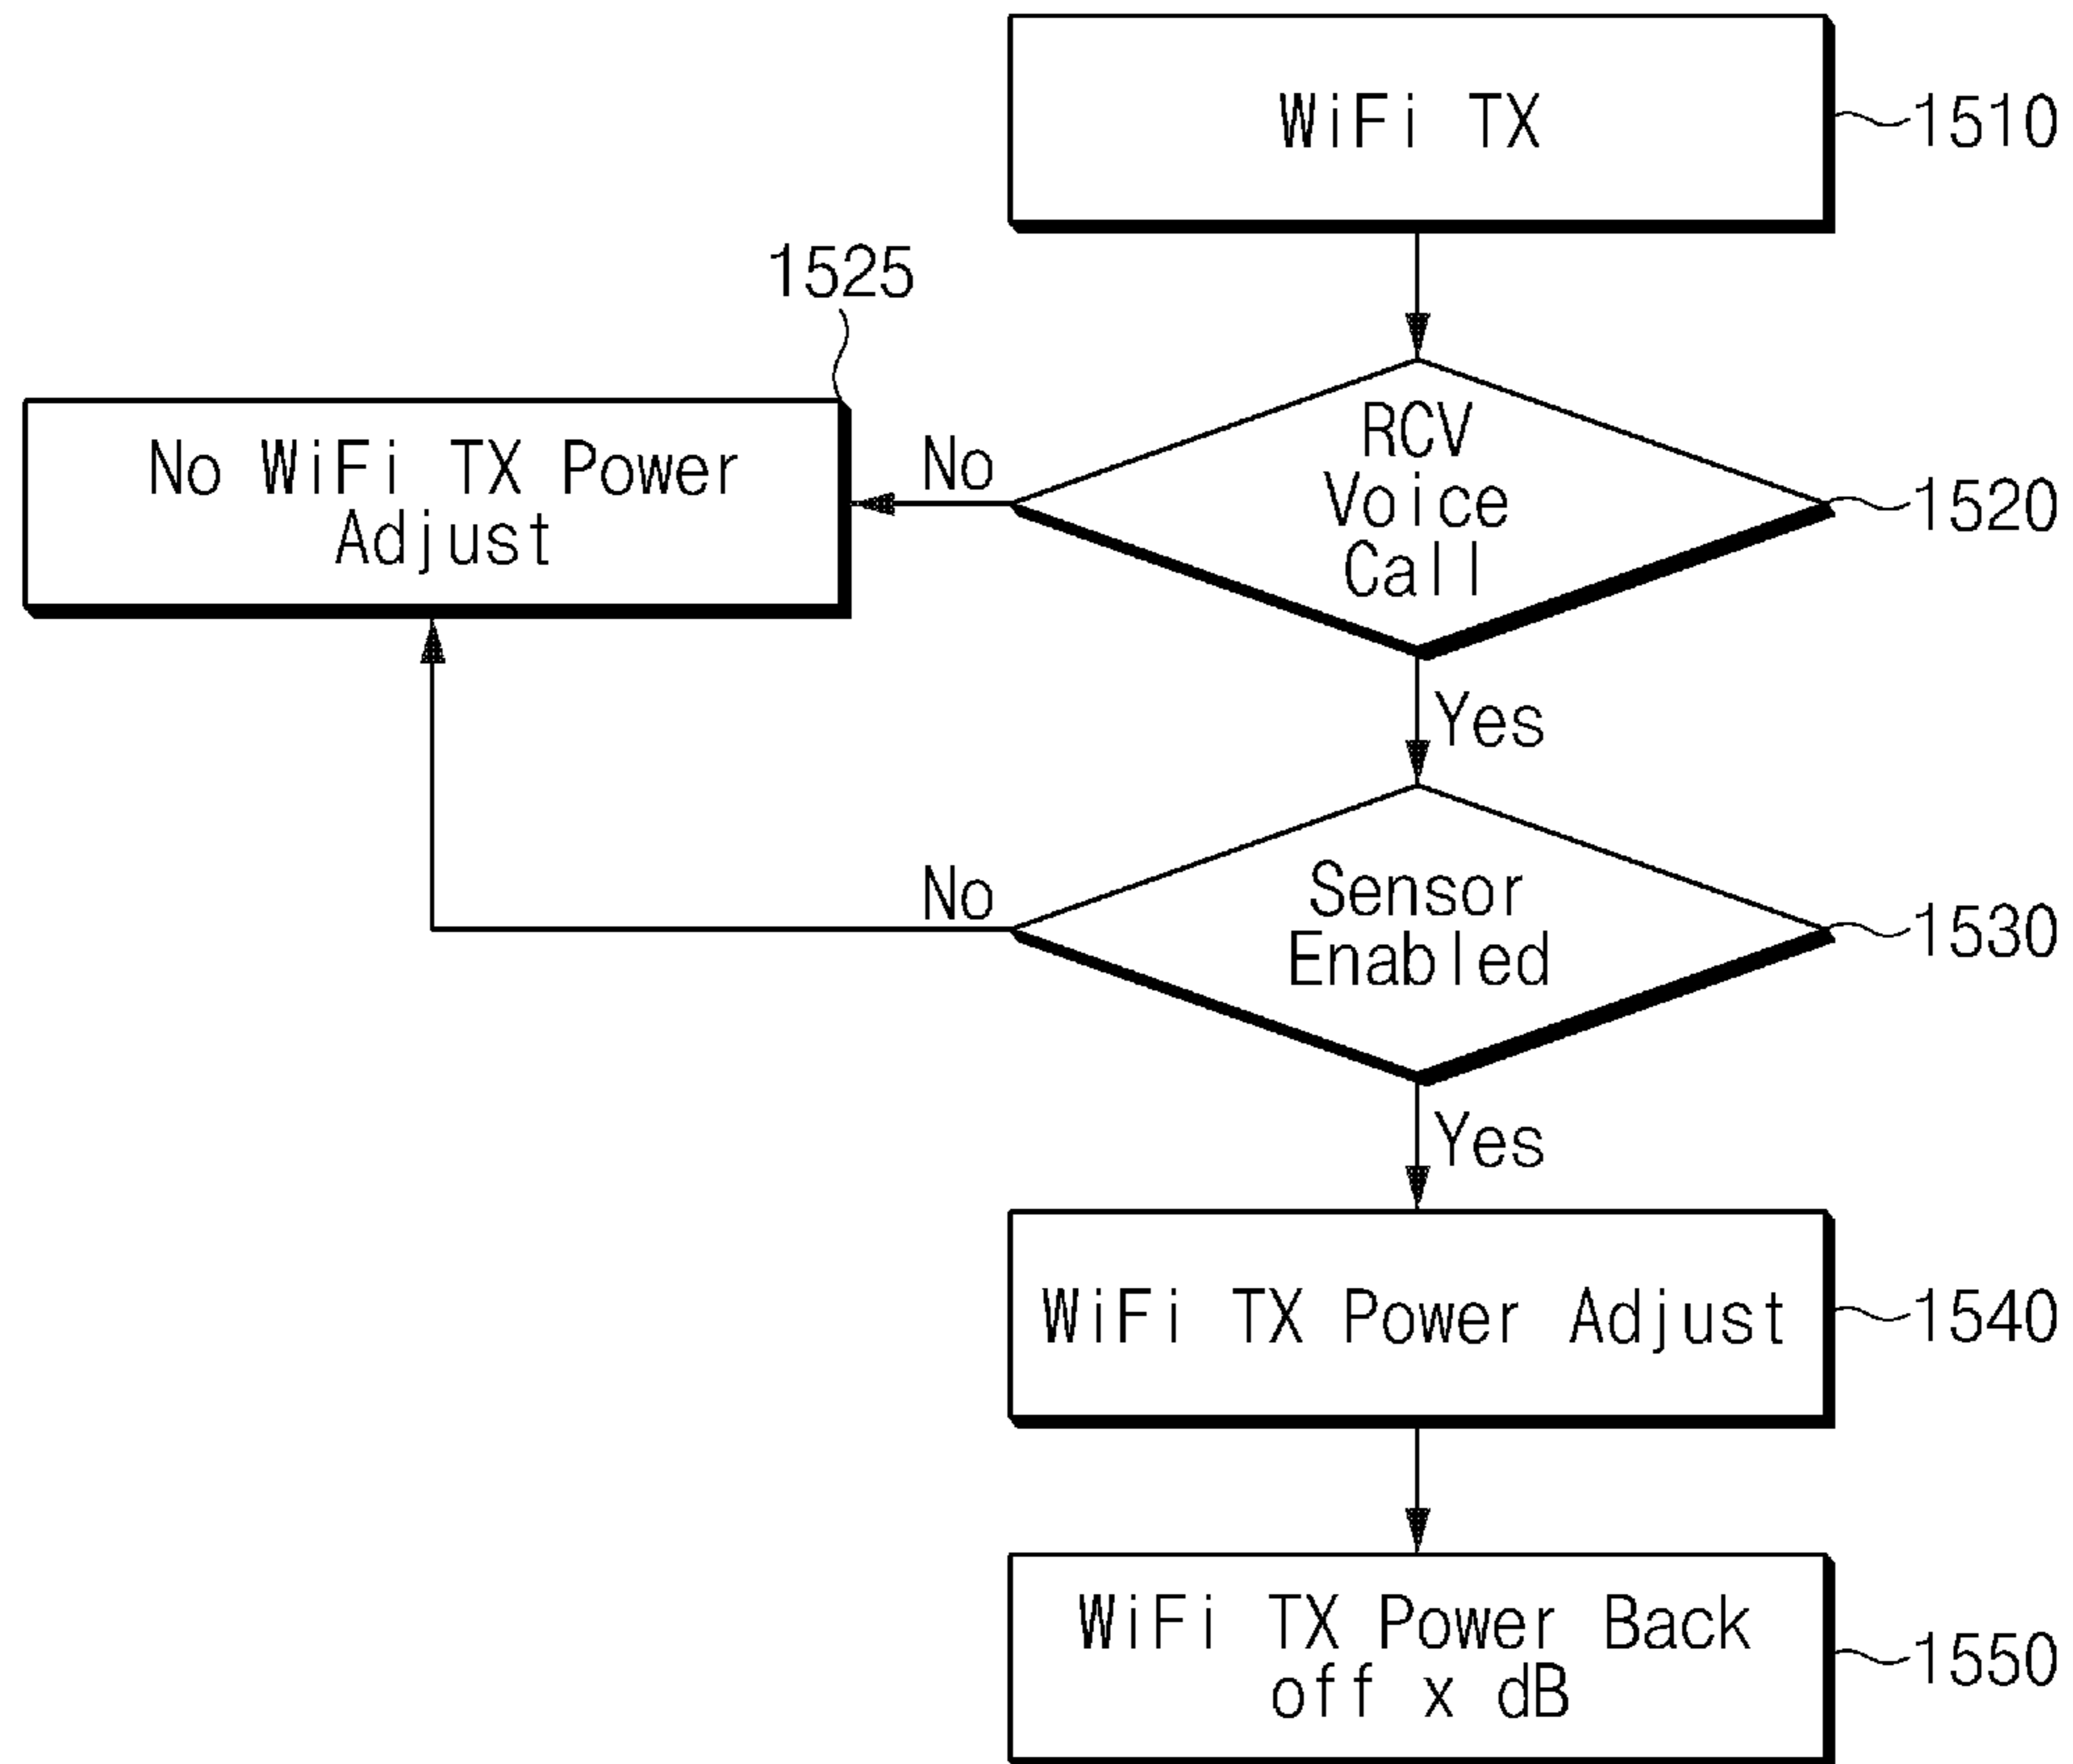 WiFi TX
1510
1525
RCV
Voice
Call
1520
No
No WiFi TX Power
Adjust
Yes
Sensor
Enabled
1530
No
Yes
WiFi TX Power Adjust
1540
WiFi TX Power Back
off x dB
1550